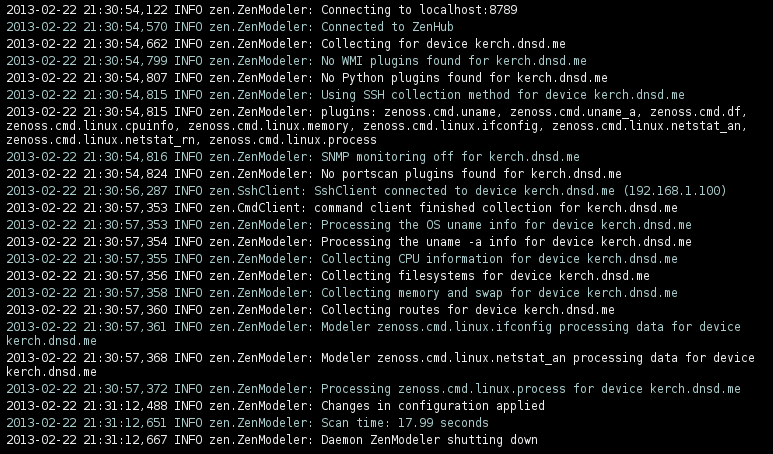 2013-02-22 21:30:54,122 INFO zen.ZenModeler: Connecting to localhost:8789
2013-02-22 21:30:54,570 INFO zen.ZenModeler: Connected to ZenHub
2013-02-22 21:30:54,662 INFO zen.ZenModeler: Collecting for device kerch.dnsd.me
2013-02-22 21:30:54,799 INFO zen.ZenModeler: No WMI plugins found for kerch.dnsd.me
2013-02-22 21:30:54,807 INFO zen.ZenModeler: No Python plugins found for kerch.dnsd.me
2013-02-22 21:30:54,815 INFO zen.ZenModeler: Using SSH collection method for device kerch.dnsd.me
2013-02-22 21:30:54,815 INFO zen.ZenModeler: plugins: zenoss.cmd.uname, zenoss.cmd.uname_a, zenoss.cmd.df,
zenoss.cmd.linux.cpuinfo, zenoss.cmd.linux.memory, zenoss.cmd.linux.ifconfig, zenoss.cmd.linux.netstat_an,
zenoss.cmd.linux.netstat_rn, zenoss.cmd.linux.process
2013-02-22 21:30:54,816 INFO zen.ZenModeler: SNMP monitoring off for kerch.dnsd.me
2013-02-22 21:30:54,824 INFO zen.ZenModeler: No portscan plugins found for kerch.dnsd.me
2013-02-22 21:30:56,287 INFO zen.SshClient: SshClient connected to device kerch.dnsd.me (192.168.1.100)
2013-02-22 21:30:57,353 INFO zen.CmdClient: command client finished collection for kerch.dnsd.me
2013-02-22 21:30:57,353 INFO zen.ZenModeler: Processing the OS uname info for device kerch.dnsd.me
2013-02-22 21:30:57,354 INFO zen.ZenModeler: Processing the uname -a info for device kerch.dnsd.me
2013-02-22 21:30:57,355 INFO zen.ZenModeler: Collecting CPU information for device kerch.dnsd.me
2013-02-22 21:30:57,356 INFO zen.ZenModeler: Collecting filesystems for device kerch.dnsd.me
2013-02-22 21:30:57,358 INFO zen.ZenModeler: Collecting memory and swap for device kerch.dnsd.me
2013-02-22 21:30:57,360 INFO zen.ZenModeler: Collecting routes for device kerch.dnsd.me
2013-02-22 21:30:57,361 INFO zen.ZenModeler: Modeler zenoss.cmd.linux.ifconfig processing data for device
kerch.dnsd.me
2013-02-22 21:30:57,368 INFO zen.ZenModeler: Modeler zenoss.cmd.linux.netstat_an processing data for device
kerch.dnsd.me
2013-02-22 21:30:57,372 INFO zen.ZenModeler: Processing zenoss.cmd.linux.process for device kerch.dnsd.me
2013-02-22 21:31:12,488 INFO zen.ZenModeler: Changes in configuration applied
2013-02-22 21:31:12,651 INFO zen.ZenModeler: Scan time: 17.99 seconds
2013-02-22 21:31:12,667 INFO zen.ZenModeler: Daemon ZenModeler shutting down